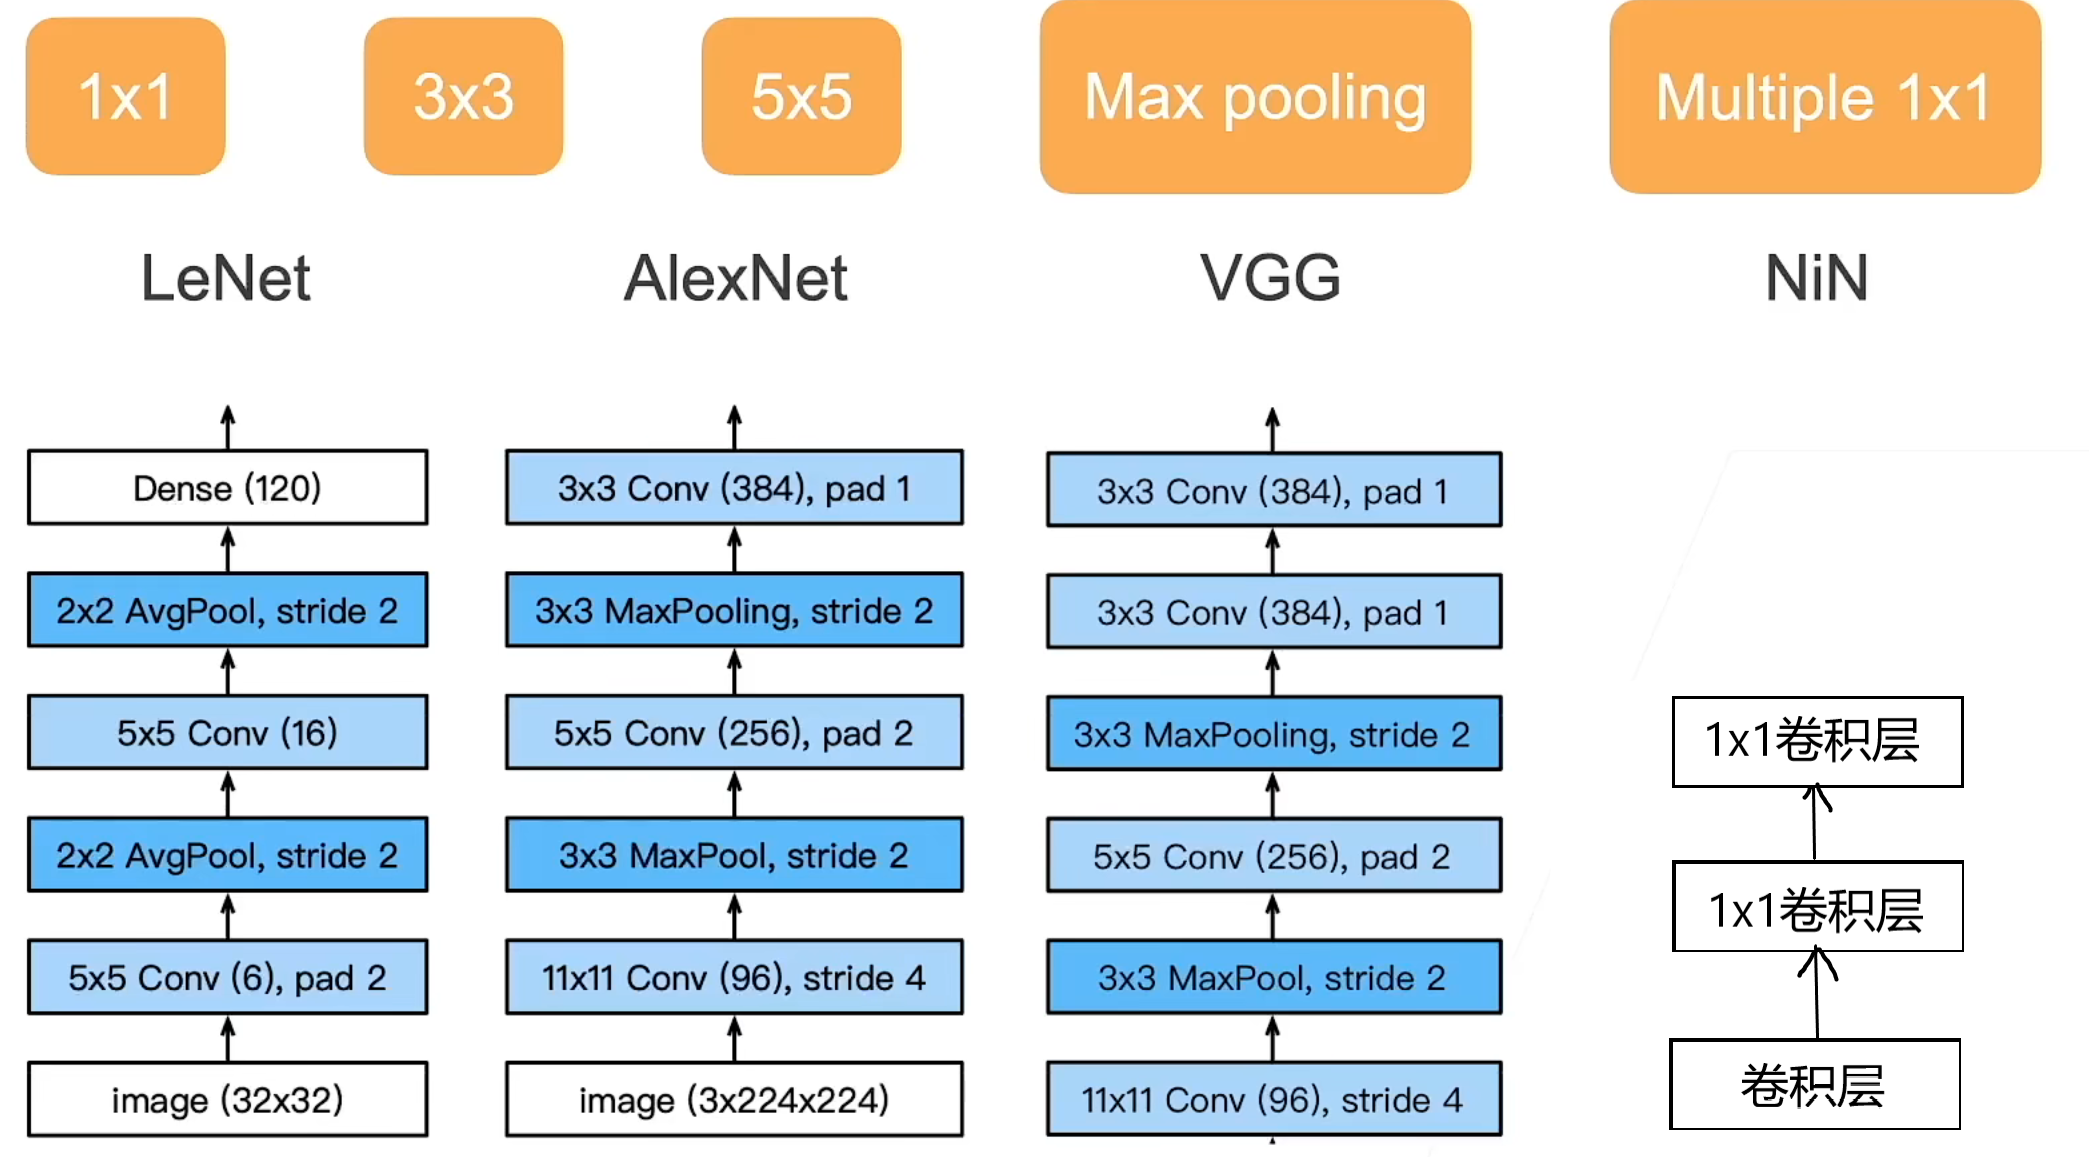 1x1
3x3
5x5
Max pooling
Multiple 1x1
LeNet
AlexNet
VGG
NiN
Dense (120)
2x2 AvgPool, stride 2
5x5 Conv (16)
2x2 AvgPool, stride 2
5x5 Conv (6), pad 2
image (32x32)
3x3 Conv (384), pad 1
3x3 MaxPooling, stride 2
5x5 Conv (256), pad 2
3x3 MaxPool, stride 2
11x11 Conv (96), stride 4
image (3x224x224)
3x3 Conv (384), pad 1
3x3 Conv (384), pad 1
3x3 MaxPooling, stride 2
5x5 Conv (256), pad 2
3x3 MaxPool, stride 2
11x11 Conv (96), stride 4
1x1卷积层
1x1卷积层
卷积层